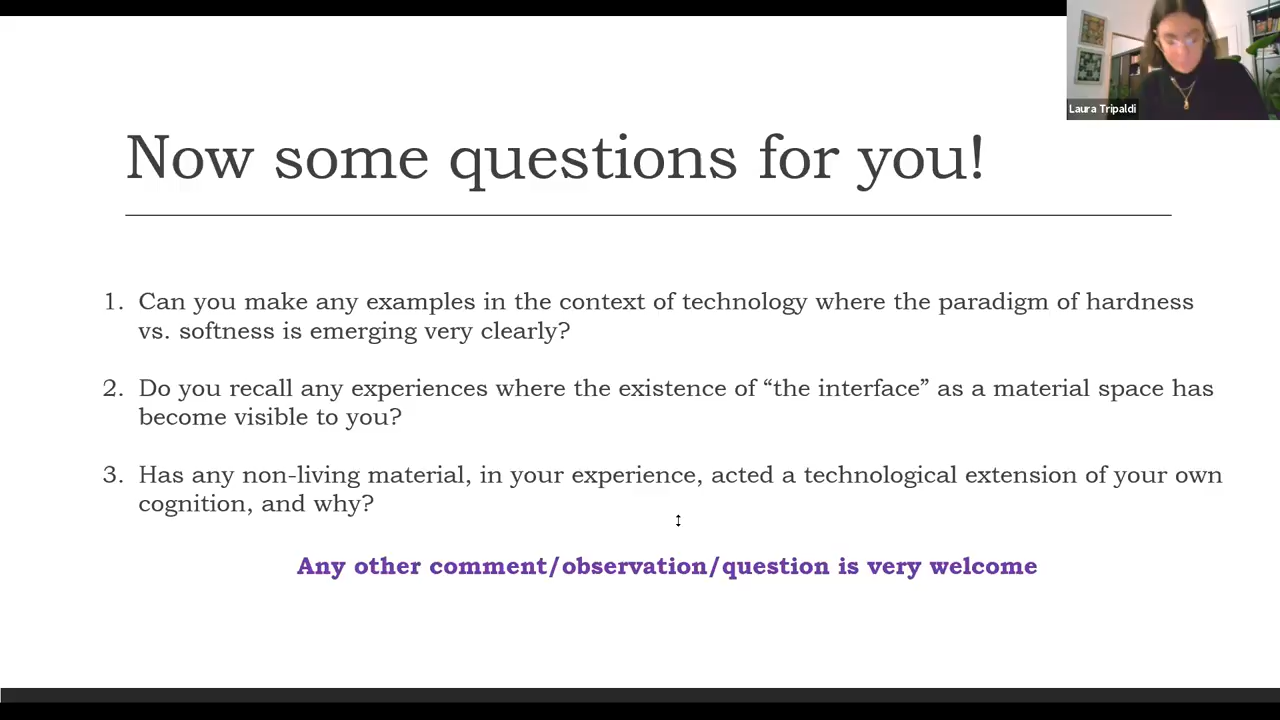 Laura Tripaldi
Now some questions for you!
1. Can you make any examples in the context of technology where the paradigm of hardness
vs. softness is emerging very clearly?
2. Do you recall any experiences where the existence of “the interface” as a material space has
become visible to you?
3. Has any non-living material, in your experience, acted a technological extension of your own
cognition, and why?
Any other comment/observation/question is very welcome